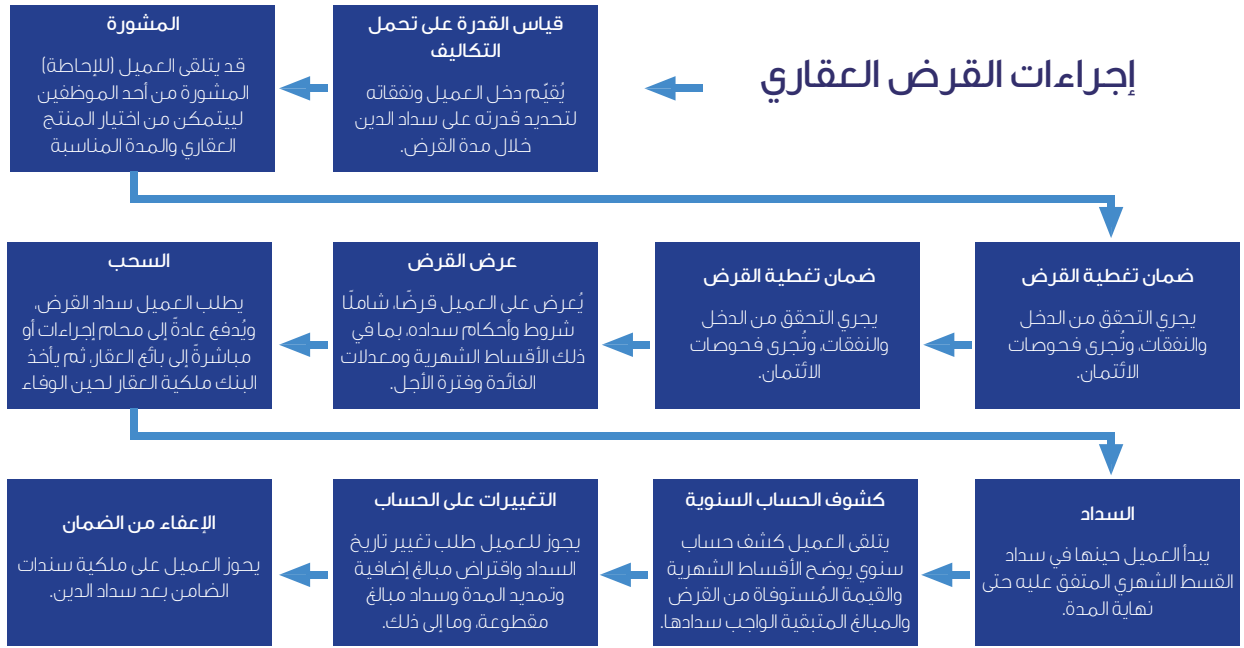 إجراءات القرض العقاري
قياس القدرة على تحمل
التكاليف
يُقيَّم دخل العميل ونفقاته
لتحديد قدرته على سداد الدين
خلال مدة القرض.
المشورة
قد يتلقى العميل (للإحاطة)
المشورة من أحد الموظفين
ليبتمكن من اختيار المنتج
العقاري والمدة المناسبة
ضمان تغطية القرض
يجري التحقق من الدخل
والنفقات، وتُجرى فحوصات
الائتمان.
ضمان تغطية القرض
يجري التحقق من الدخل
والنفقات، وتُجرى فحوصات
الائتمان.
عرض القرض
يُعرض على العميل قرضًا، شاملًا
شروط وأحكام سداده، بما في
ذلك الأقساط الشهرية ومعدلات
الفائدة وفترة الأجل.
السحب
يطلب العميل سداد القرض،
ويُدفع عادةً إلى محام إجراءات أو
مباشرةً إلى بائع العقار، ثم يأخذ
البنك ملكية العقار لحين الوفاء
السداد
يبدأ العميل حينها في سداد
القسط الشهري المتفق عليه حتى
نهاية المدة.
كشوف الحساب السنوية
يتلقى العميل كشف حساب
سنوي يوضح الأقساط الشهرية
والقيمة المُستوفاة من القرض
والمبالغ المتبقية الواجب سدادها.
التغييرات على الحساب
يجوز للعميل طلب تغيير تاريخ
السداد واقتراض مبالغ إضافية
وتمديد المدة وسداد مبالغ
مقطوعة، وما إلى ذلك.
الإعفاء من الضمان
يحوز العميل على ملكية سندات
الضامن بعد سداد الدين.